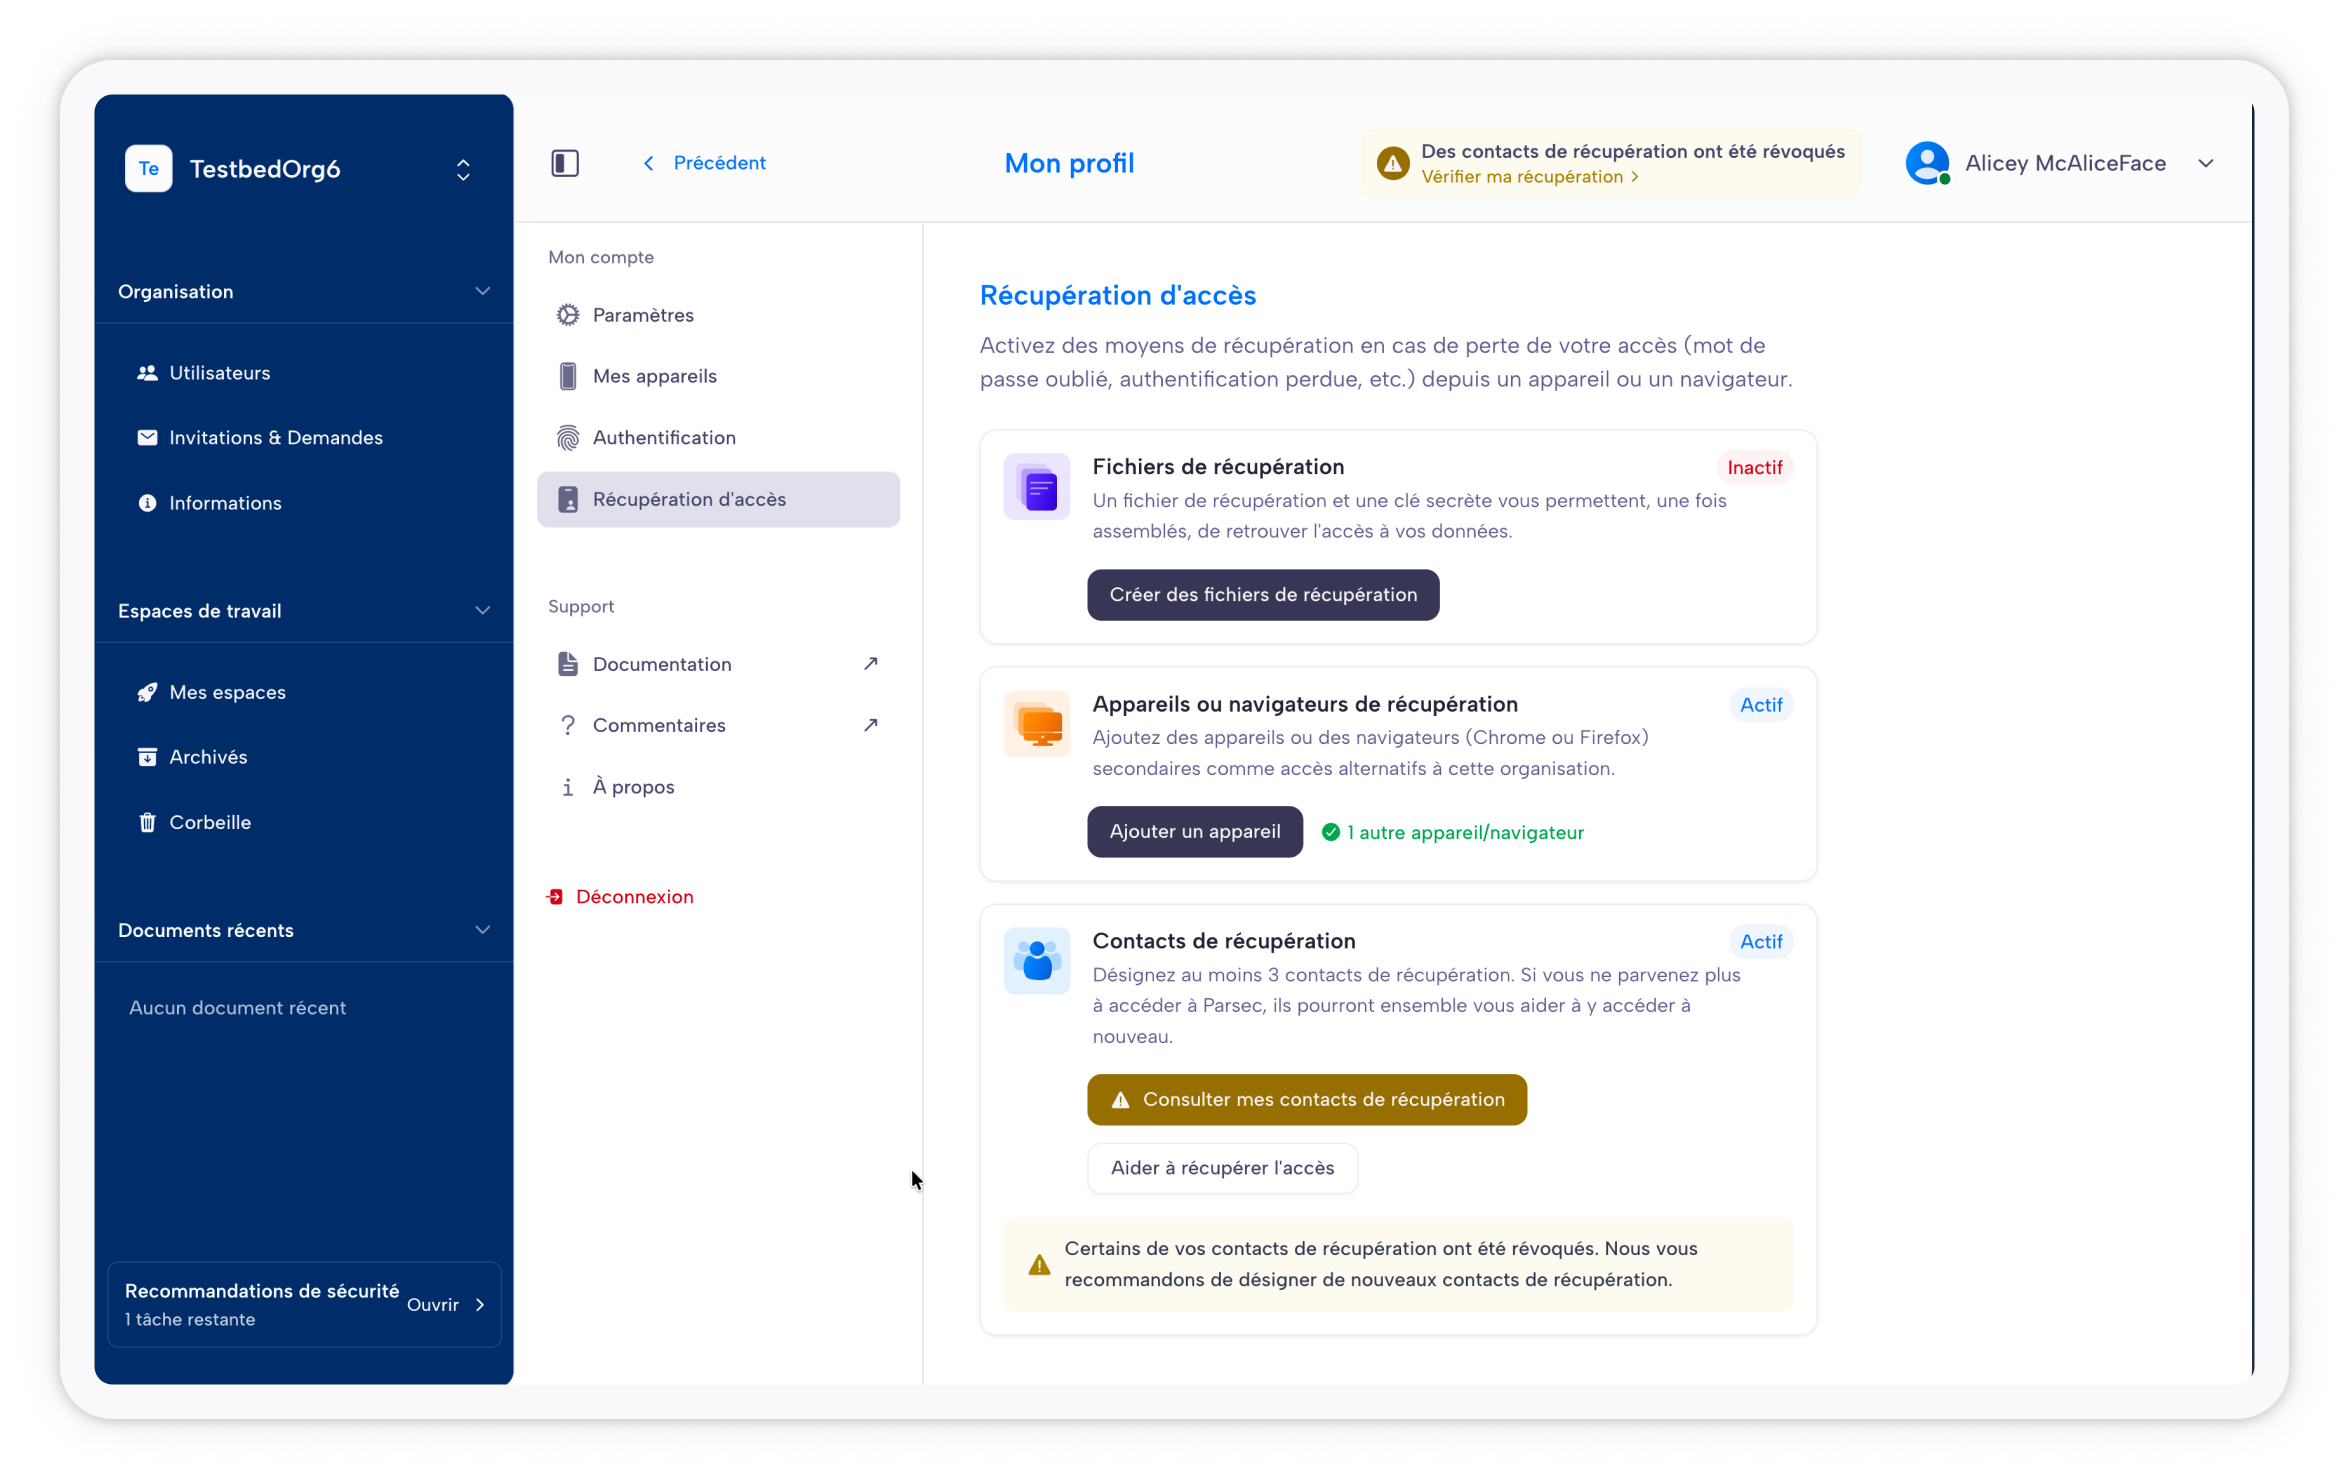 Te
TestbedOrg6
Organisation
Utilisateurs
Invitations & Demandes
Informations
Espaces de travail
Mes espaces
Archivés
Corbeille
Documents récents
Aucun document récent
Recommandations de sécurité
1 tâche restante
Ouvrir
Précédent
Mon profil
Des contacts de récupération ont été révoqués
Vérifier ma récupération
Alicey McAliceFace
Mon compte
Paramètres
Mes appareils
Authentification
Récupération d'accès
Support
Documentation
Commentaires
À propos
Déconnexion
Récupération d'accès
Activez des moyens de récupération en cas de perte de votre accès (mot de
passe oublié, authentification perdue, etc.) depuis un appareil ou un navigateur.
Fichiers de récupération
Inactif
Un fichier de récupération et une clé secrète vous permettent, une fois
assemblés, de retrouver l'accès à vos données.
Créer des fichiers de récupération
Appareils ou navigateurs de récupération
Actif
Ajoutez des appareils ou des navigateurs (Chrome ou Firefox)
secondaires comme accès alternatifs à cette organisation.
Ajouter un appareil
1 autre appareil/navigateur
Contacts de récupération
Actif
Désignez au moins 3 contacts de récupération. Si vous ne parvenez plus
à accéder à Parsec, ils pourront ensemble vous aider à y accéder à
nouveau.
Consulter mes contacts de récupération
Aider à récupérer l'accès
Certains de vos contacts de récupération ont été révoqués. Nous vous
recommandons de désigner de nouveaux contacts de récupération.